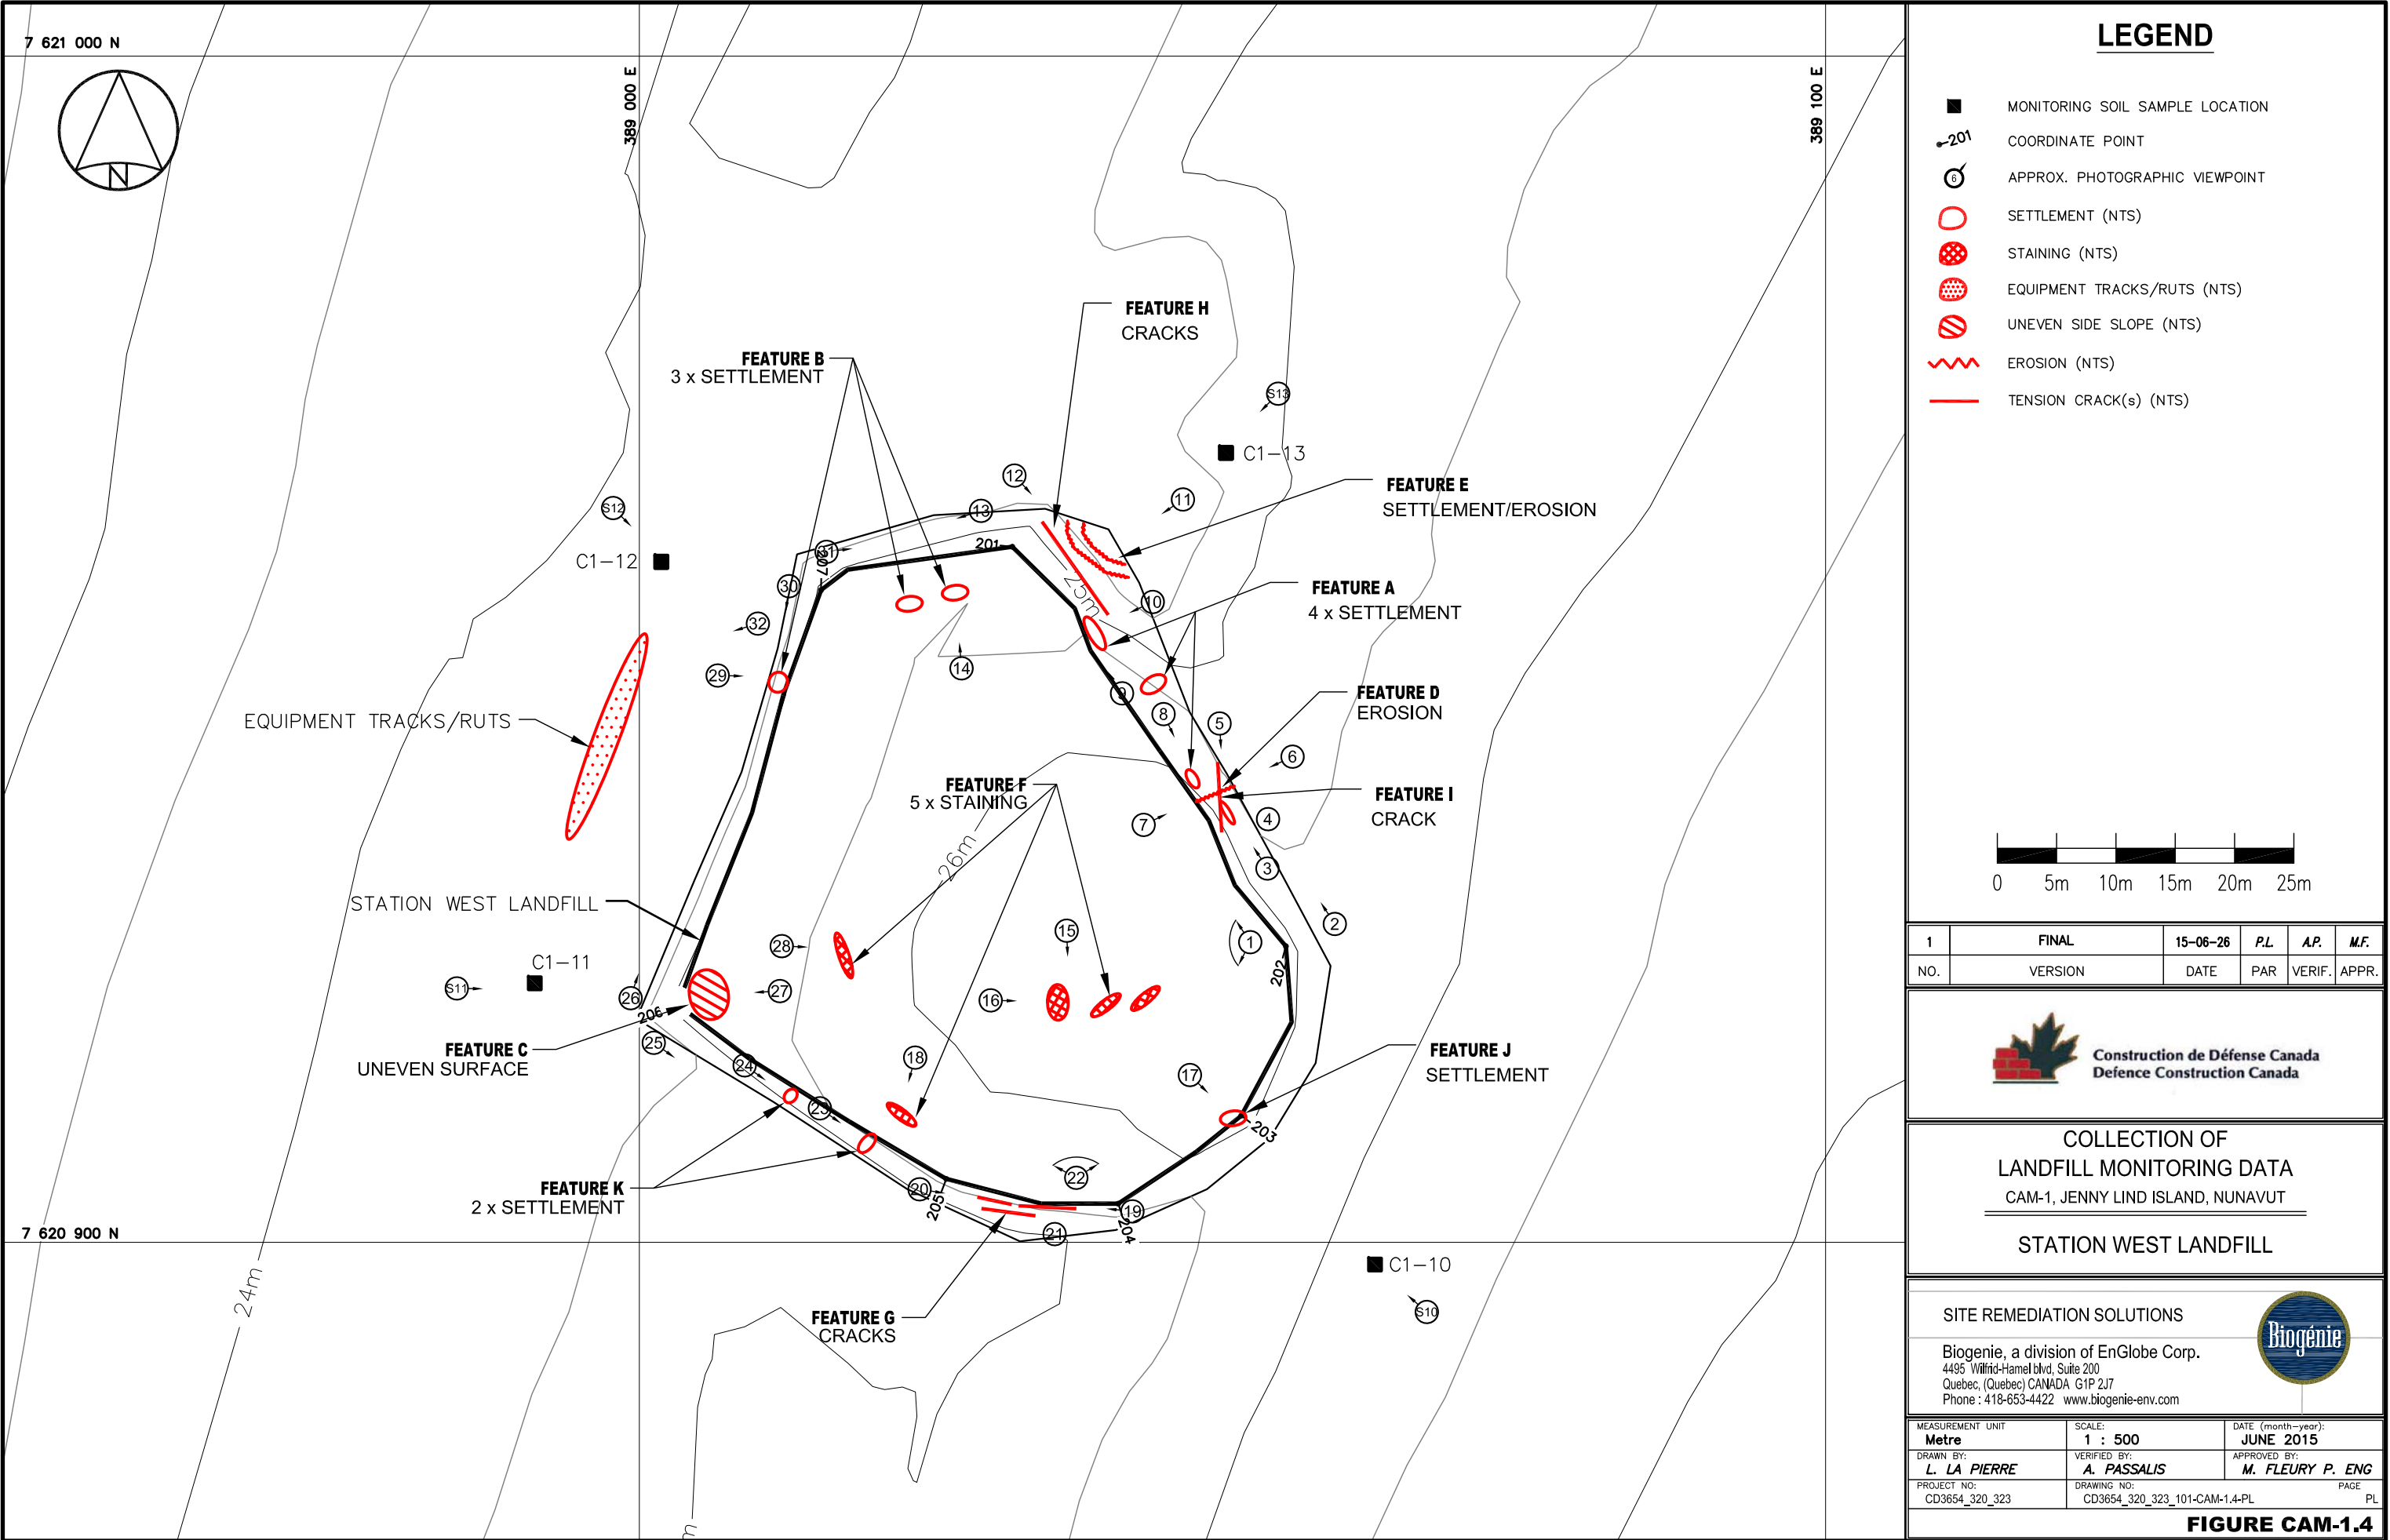 7 621 000 N
389 000 E
389 100 E
N
FEATURE H
CRACKS
FEATURE B
3 x SETTLEMENT
S13
C1-13
12
11
FEATURE E
SETTLEMENT/EROSION
S12
13
C1-12
31
201
207
30
25m
10
FEATURE A
4 x SETTLEMENT
32
14
29
9
FEATURE D
EROSION
8
5
EQUIPMENT TRACKS/RUTS
6
FEATURE F
5 x STAINING
FEATURE I
CRACK
7
4
26m
3
STATION WEST LANDFILL
15
2
28
1
C1-11
202
S11
27
26
16
206
25
FEATURE C
UNEVEN SURFACE
18
FEATURE J
SETTLEMENT
24
17
23
203
22
FEATURE K
2 x SETTLEMENT
20
205
19
204
21
7 620 900 N
C1-10
24m
S10
FEATURE G
CRACKS
m
LEGEND
MONITORING SOIL SAMPLE LOCATION
201 COORDINATE POINT
6 APPROX. PHOTOGRAPHIC VIEWPOINT
SETTLEMENT (NTS)
STAINING (NTS)
EQUIPMENT TRACKS/RUTS (NTS)
UNEVEN SIDE SLOPE (NTS)
EROSION (NTS)
TENSION CRACK(s) (NTS)
0 5m 10m 15m 20m 25m
1 FINAL 15-06-26 P.L. A.P. M.F.
NO. VERSION DATE PAR VERIF. APPR.
Construction de Défense Canada
Defence Construction Canada
COLLECTION OF
LANDFILL MONITORING DATA
CAM-1, JENNY LIND ISLAND, NUNAVUT
STATION WEST LANDFILL
SITE REMEDIATION SOLUTIONS
Biogénie
Biogenie, a division of EnGlobe Corp.
4495 Wilfrid-Hamel blvd, Suite 200
Quebec, (Quebec) CANADA G1P 2J7
Phone : 418-653-4422 www.biogenie-env.com
MEASUREMENT UNIT SCALE: DATE (month-year):
Metre 1 : 500 JUNE 2015
DRAWN BY: VERIFIED BY: APPROVED BY:
L. LA PIERRE A. PASSALIS M. FLEURY P. ENG
PROJECT NO: DRAWING NO: PAGE
CD3654_320_323 CD3654_320_323_101-CAM-1.4-PL PL
FIGURE CAM-1.4